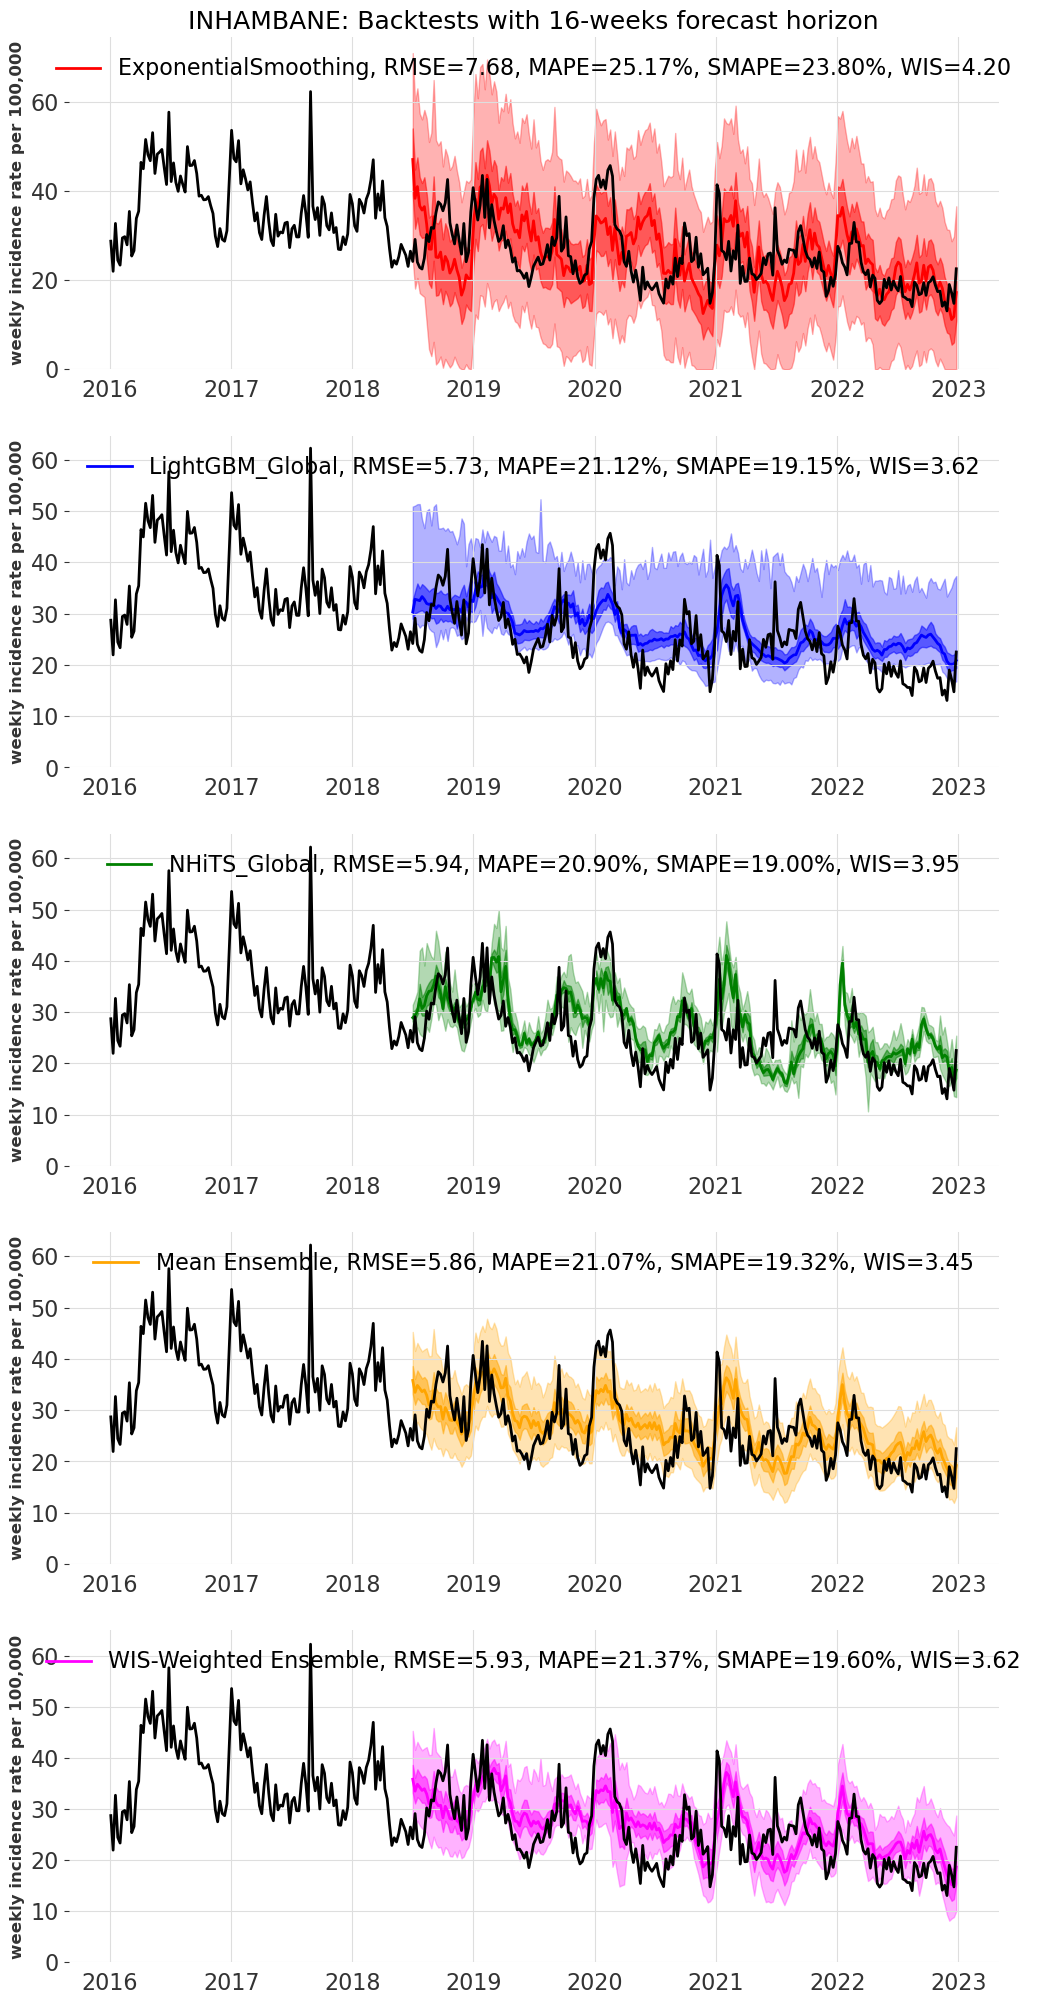 INHAMBANE: Backtests with 16-weeks forecast horizon
ExponentialSmoothing, RMSE=7.68, MAPE=25.17%, SMAPE=23.80%, WIS=4.20
weekly incidence rate per 100,000
60
40
20
0
2016 2017 2018 2019 2020 2021 2022 2023
LightGBM_Global, RMSE=5.73, MAPE=21.12%, SMAPE=19.15%, WIS=3.62
weekly incidence rate per 100,000
60
50
40
30
20
10
0
2016 2017 2018 2019 2020 2021 2022 2023
NHiTS_Global, RMSE=5.94, MAPE=20.90%, SMAPE=19.00%, WIS=3.95
weekly incidence rate per 100,000
60
50
40
30
20
10
0
2016 2017 2018 2019 2020 2021 2022 2023
Mean Ensemble, RMSE=5.86, MAPE=21.07%, SMAPE=19.32%, WIS=3.45
weekly incidence rate per 100,000
60
50
40
30
20
10
0
2016 2017 2018 2019 2020 2021 2022 2023
WIS-Weighted Ensemble, RMSE=5.93, MAPE=21.37%, SMAPE=19.60%, WIS=3.62
weekly incidence rate per 100,000
60
50
40
30
20
10
0
2016 2017 2018 2019 2020 2021 2022 2023